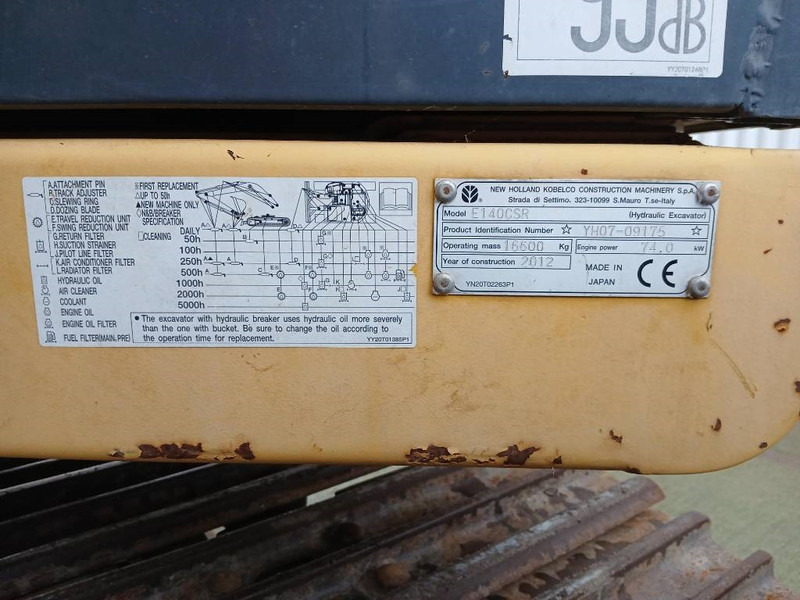 99dB
YY20T01248P1
A.ATTACHMENT PIN
B.TRACK ADJUSTER
C.SLEWING RING
D.DOZING BLADE
E.TRAVEL REDUCTION UNIT
F.SWING REDUCTION UNIT
G.RETURN FILTER
H.SUCTION STRAINER
J.PILOT LINE FILTER
K.AIR CONDITIONER FILTER
L.RADIATOR FILTER
HYDRAULIC OIL
AIR CLEANER
COOLANT
ENGINE OIL
ENGINE OIL FILTER
FUEL FILTER(MAIN,PRE)
※FIRST REPLACEMENT
△UP TO 50h
▲NEW MACHINE ONLY
◇N&B/BREAKER
SPECIFICATION
□CLEANING
DAILY
50h
100h
250h
500h
1000h
2000h
5000h
● The excavator with hydraulic breaker uses hydraulic oil more severely
than the one with bucket. Be sure to change the oil according to
the operation time for replacement.
YY20T01385P1
NEW HOLLAND KOBELCO CONSTRUCTION MACHINERY S.p.A.
Strada di Settimo. 323-10099 S.Mauro T.se-Italy
Model E140CSR (Hydraulic Excavator)
Product Identification Number ☆ YH07-09175 ☆
Operating mass 16600 Kg Engine power 74.0 kW
Year of construction 2012 MADE IN JAPAN CE
YN20T02263P1